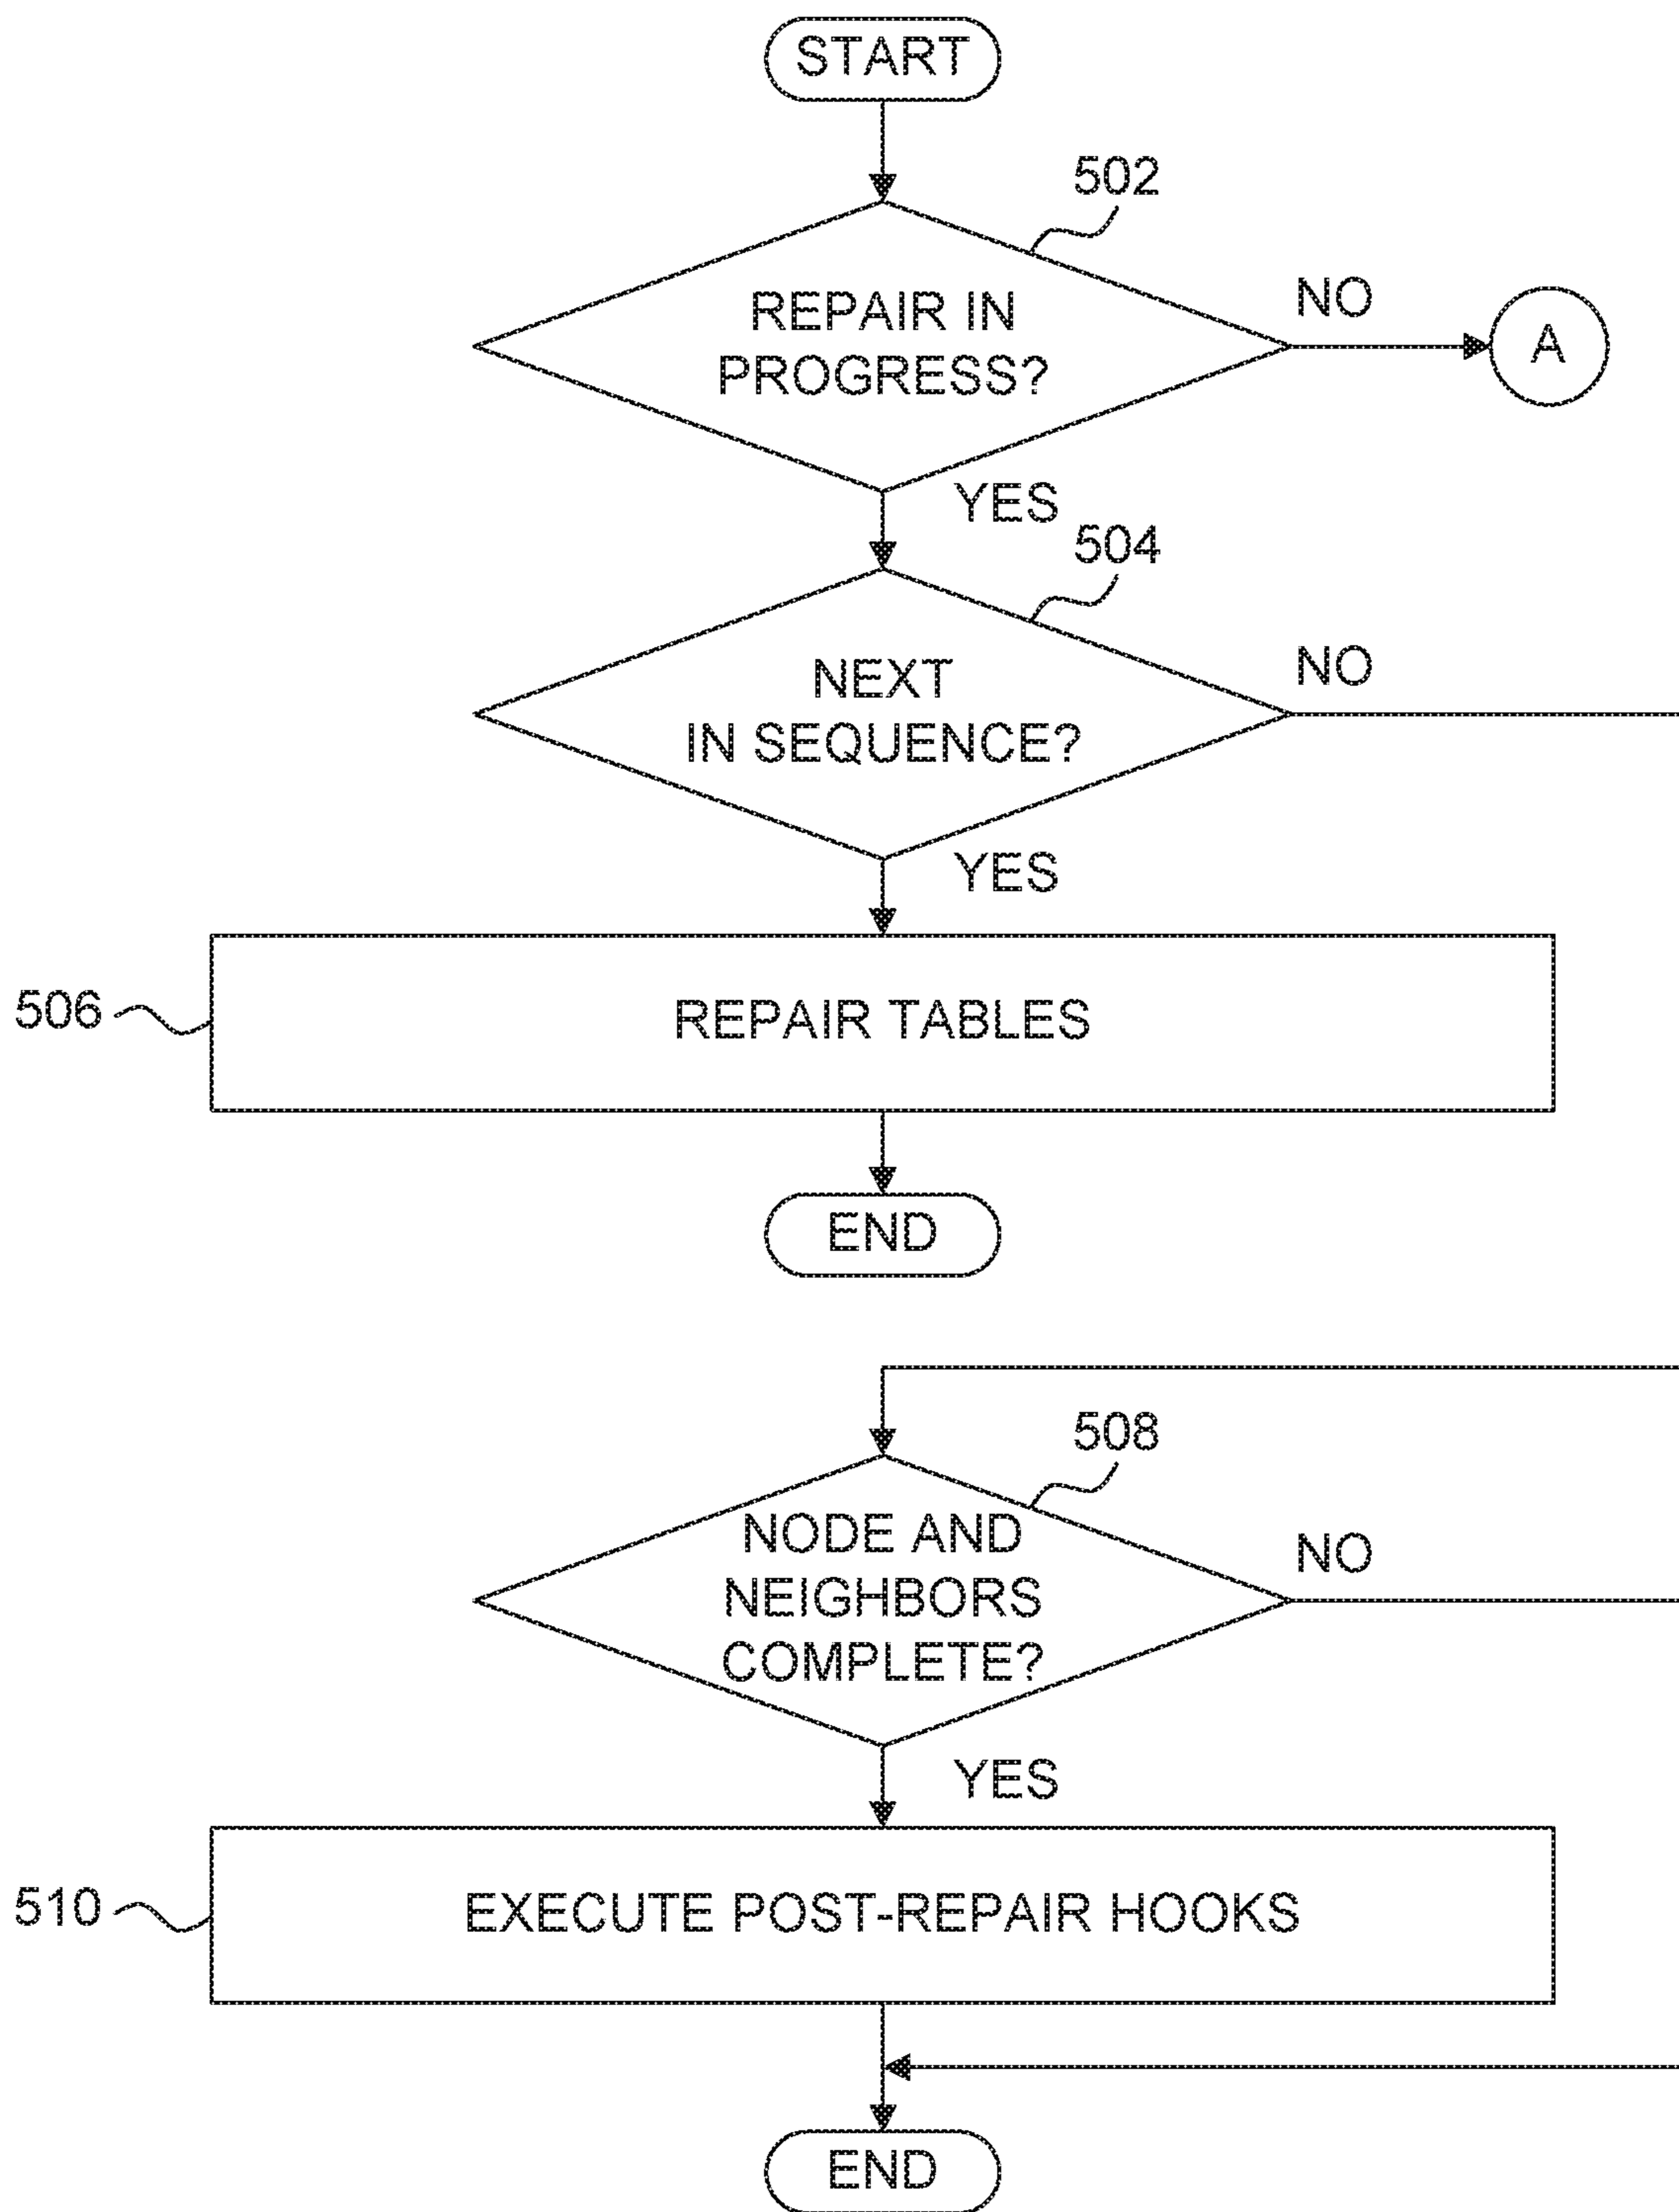 START
502
REPAIR IN
PROGRESS?
NO
A
YES
504
NEXT
IN SEQUENCE?
NO
YES
506
REPAIR TABLES
END
508
NODE AND
NEIGHBORS
COMPLETE?
NO
YES
510
EXECUTE POST-REPAIR HOOKS
END